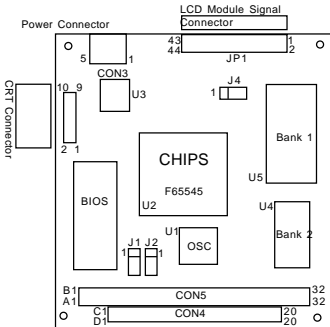 LCD Module Signal
Power Connector
Connector
43 1
44 2
5 1
JP1
CON3
J4
1
U3
CRT Connector
10 9
2 1
CHIPS
F65545
U2
Bank 1
U5
BIOS
U4
Bank 2
U1
OSC
J1 J2
1 1
B1 32
A1 CON5 32
C1 CON4 20
D1 20